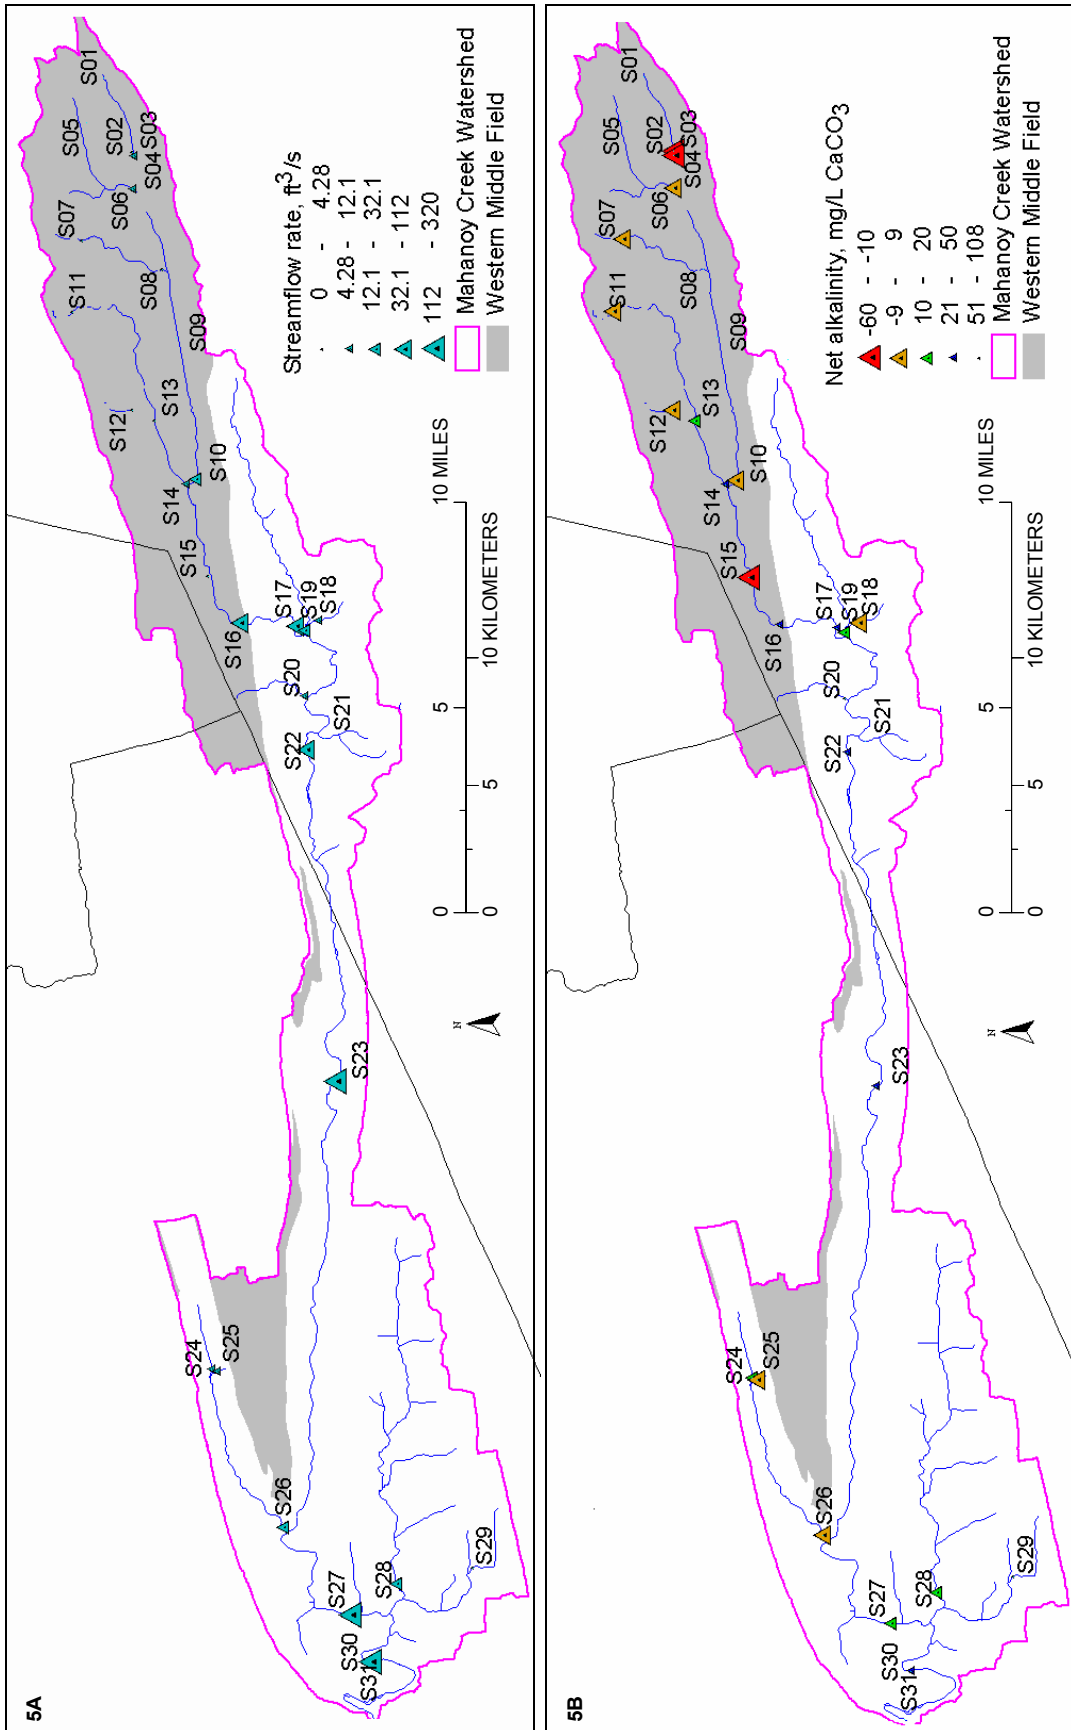 5A
S01
S02
S03
S04
S05
S06
S07
S08
S09
S10
S11
S12
S13
S14
S15
S16
S17
S18
S19
S20
S21
S22
S23
S24
S25
S26
S27
S28
S29
S30
S31
Streamflow rate, ft³/s
0 - 4.28
4.28 - 12.1
12.1 - 32.1
32.1 - 112
112 - 320
Mahanoy Creek Watershed
Western Middle Field
0 5 10 MILES
0 5 10 KILOMETERS
N
5B
S01
S02
S03
S04
S05
S06
S07
S08
S09
S10
S11
S12
S13
S14
S15
S16
S17
S18
S19
S20
S21
S22
S23
S24
S25
S26
S27
S28
S29
S30
S31
Net alkalinity, mg/L CaCO₃
-60 - -10
-9 - 9
10 - 20
21 - 50
51 - 108
Mahanoy Creek Watershed
Western Middle Field
0 5 10 MILES
0 5 10 KILOMETERS
N